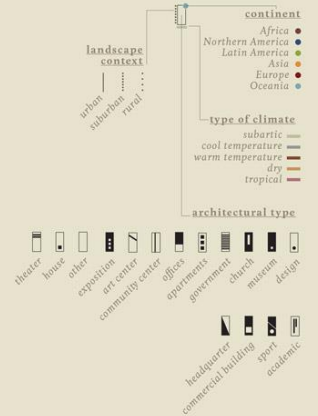 continent
Africa
Northern America
Latin America
Asia
Europe
Oceania
landscape
context
urban
suburban
rural
type of climate
subartic
cool temperature
warm temperature
dry
tropical
architectural type
theater
house
other
exposition
art center
community center
offices
apartments
government
church
museum
design
headquarter
commercial building
sport
academic